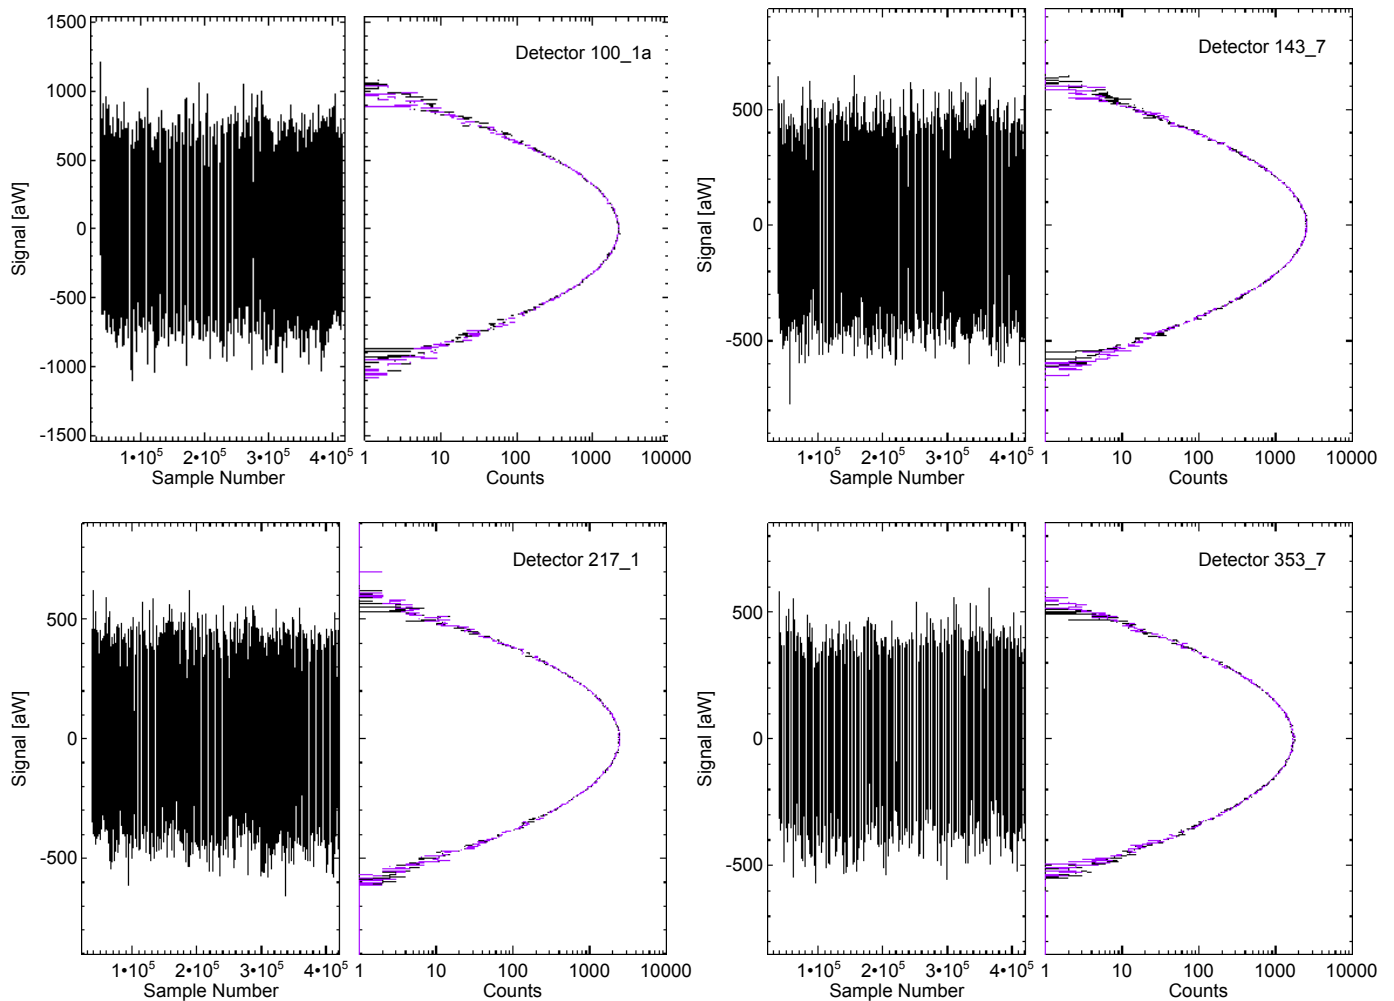 Detector 100_1a
1500
1000
500
0
-500
-1000
-1500
Signal [aW]
1•10⁵ 2•10⁵ 3•10⁵ 4•10⁵
Sample Number
1 10 100 1000 10000
Counts
Detector 143_7
500
0
-500
Signal [aW]
1•10⁵ 2•10⁵ 3•10⁵ 4•10⁵
Sample Number
1 10 100 1000 10000
Counts
Detector 217_1
500
0
-500
Signal [aW]
1•10⁵ 2•10⁵ 3•10⁵ 4•10⁵
Sample Number
1 10 100 1000 10000
Counts
Detector 353_7
500
0
-500
Signal [aW]
1•10⁵ 2•10⁵ 3•10⁵ 4•10⁵
Sample Number
1 10 100 1000 10000
Counts